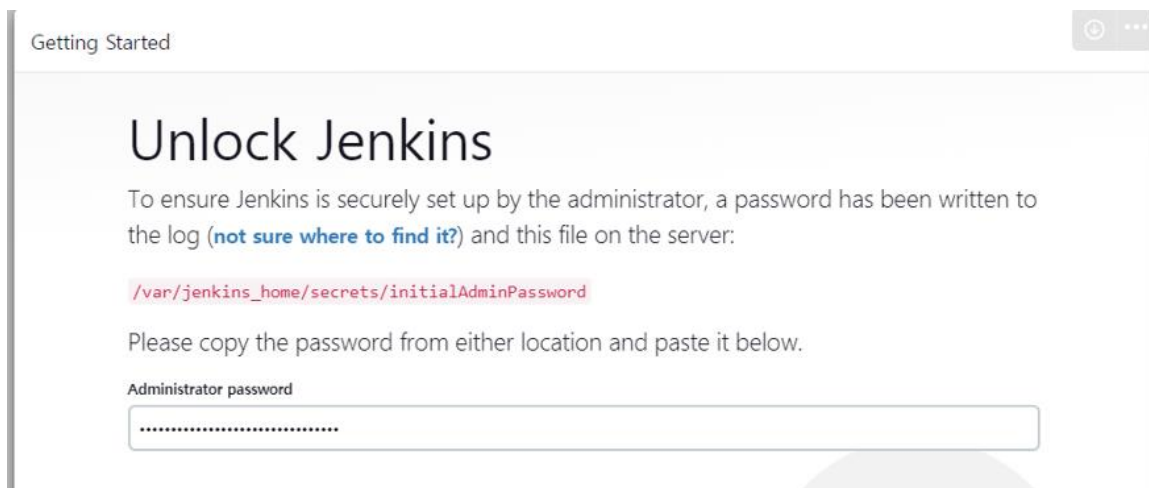 Getting Started
Unlock Jenkins
To ensure Jenkins is securely set up by the administrator, a password has been written to
the log (not sure where to find it?) and this file on the server:
/var/jenkins_home/secrets/initialAdminPassword
Please copy the password from either location and paste it below.
Administrator password
••••••••••••••••••••••••••••••••